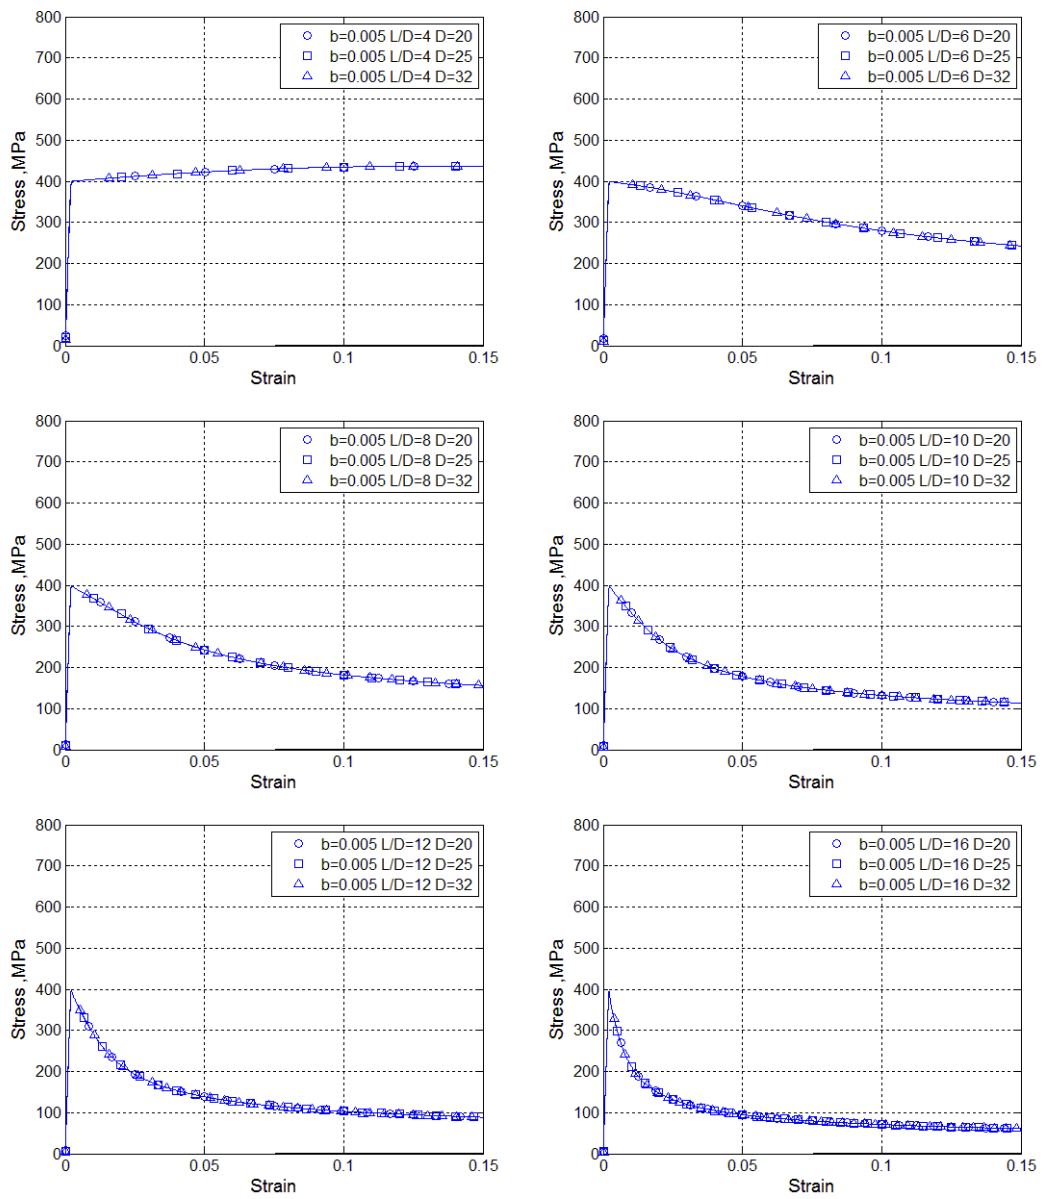 800
700
600
500
400
300
200
100
0
Stress ,MPa
b=0.005 L/D=4 D=20
b=0.005 L/D=4 D=25
b=0.005 L/D=4 D=32
0 0.05 0.1 0.15
Strain
800
700
600
500
400
300
200
100
0
Stress ,MPa
b=0.005 L/D=6 D=20
b=0.005 L/D=6 D=25
b=0.005 L/D=6 D=32
0 0.05 0.1 0.15
Strain
800
700
600
500
400
300
200
100
0
Stress ,MPa
b=0.005 L/D=8 D=20
b=0.005 L/D=8 D=25
b=0.005 L/D=8 D=32
0 0.05 0.1 0.15
Strain
800
700
600
500
400
300
200
100
0
Stress ,MPa
b=0.005 L/D=10 D=20
b=0.005 L/D=10 D=25
b=0.005 L/D=10 D=32
0 0.05 0.1 0.15
Strain
800
700
600
500
400
300
200
100
0
Stress ,MPa
b=0.005 L/D=12 D=20
b=0.005 L/D=12 D=25
b=0.005 L/D=12 D=32
0 0.05 0.1 0.15
Strain
800
700
600
500
400
300
200
100
0
Stress ,MPa
b=0.005 L/D=16 D=20
b=0.005 L/D=16 D=25
b=0.005 L/D=16 D=32
0 0.05 0.1 0.15
Strain